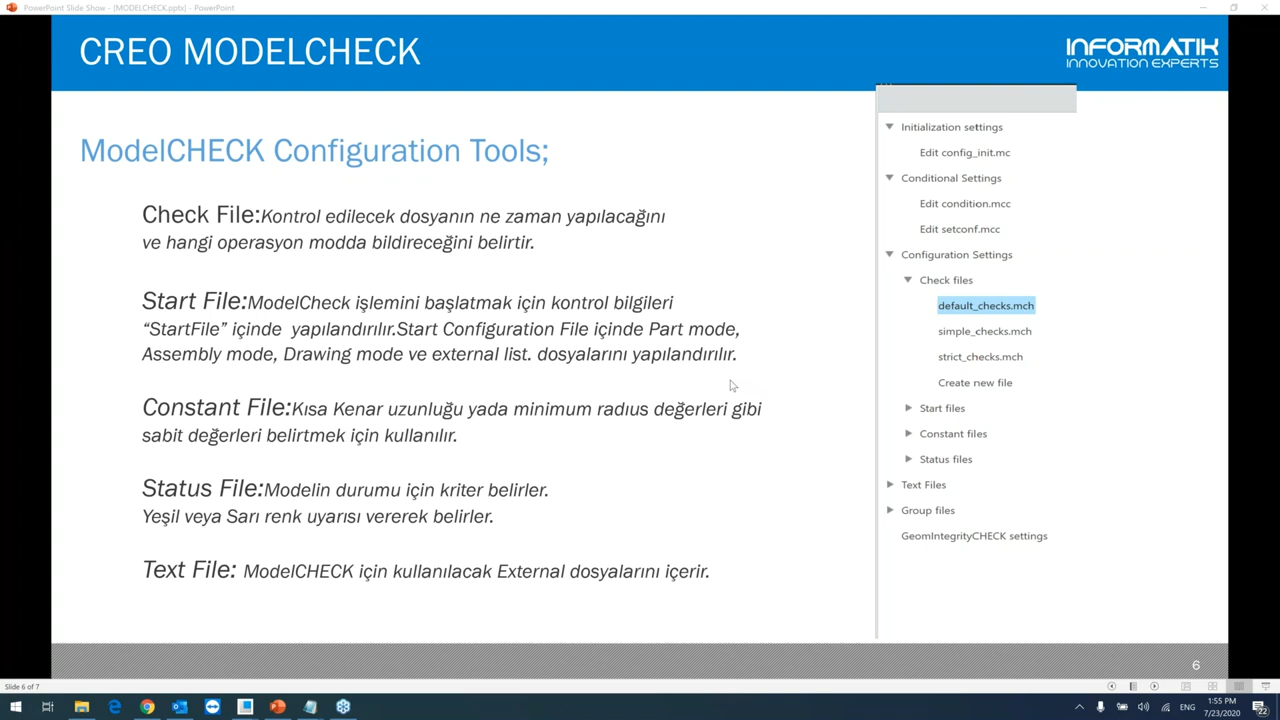 PowerPoint Slide Show - [MODELCHECK.pptx] - PowerPoint
CREO MODELCHECK
INFORMATIK
INNOVATION EXPERTS
ModelCHECK Configuration Tools;
Check File:Kontrol edilecek dosyanın ne zaman yapılacağını
ve hangi operasyon modda bildireceğini belirtir.
Start File:ModelCheck işlemini başlatmak için kontrol bilgileri
“StartFile” içinde yapılandırılır.Start Configuration File içinde Part mode,
Assembly mode, Drawing mode ve external list. dosyalarını yapılandırılır.
Constant File:Kısa Kenar uzunluğu yada minimum radıus değerleri gibi
sabit değerleri belirtmek için kullanılır.
Status File:Modelin durumu için kriter belirler.
Yeşil veya Sarı renk uyarısı vererek belirler.
Text File: ModelCHECK için kullanılacak External dosyalarını içerir.
Initialization settings
Edit config_init.mc
Conditional Settings
Edit condition.mcc
Edit setconf.mcc
Configuration Settings
Check files
default_checks.mch
simple_checks.mch
strict_checks.mch
Create new file
Start files
Constant files
Status files
Text Files
Group files
GeomIntegrityCHECK settings
6
Slide 6 of 7
ENG
1:55 PM
7/23/2020
22